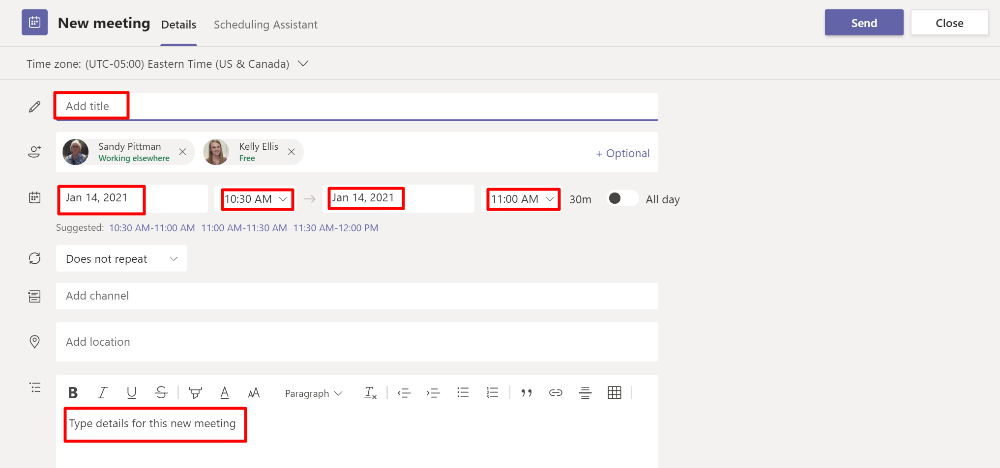 New meeting Details Scheduling Assistant Send Close
Time zone: (UTC-05:00) Eastern Time (US & Canada)
Add title
Sandy Pittman Kelly Ellis
Working elsewhere Free
+ Optional
Jan 14, 2021 10:30 AM → Jan 14, 2021 11:00 AM 30m All day
Suggested: 10:30 AM-11:00 AM 11:00 AM-11:30 AM 11:30 AM-12:00 PM
Does not repeat
Add channel
Add location
B I U S A AA Paragraph Tx
Type details for this new meeting